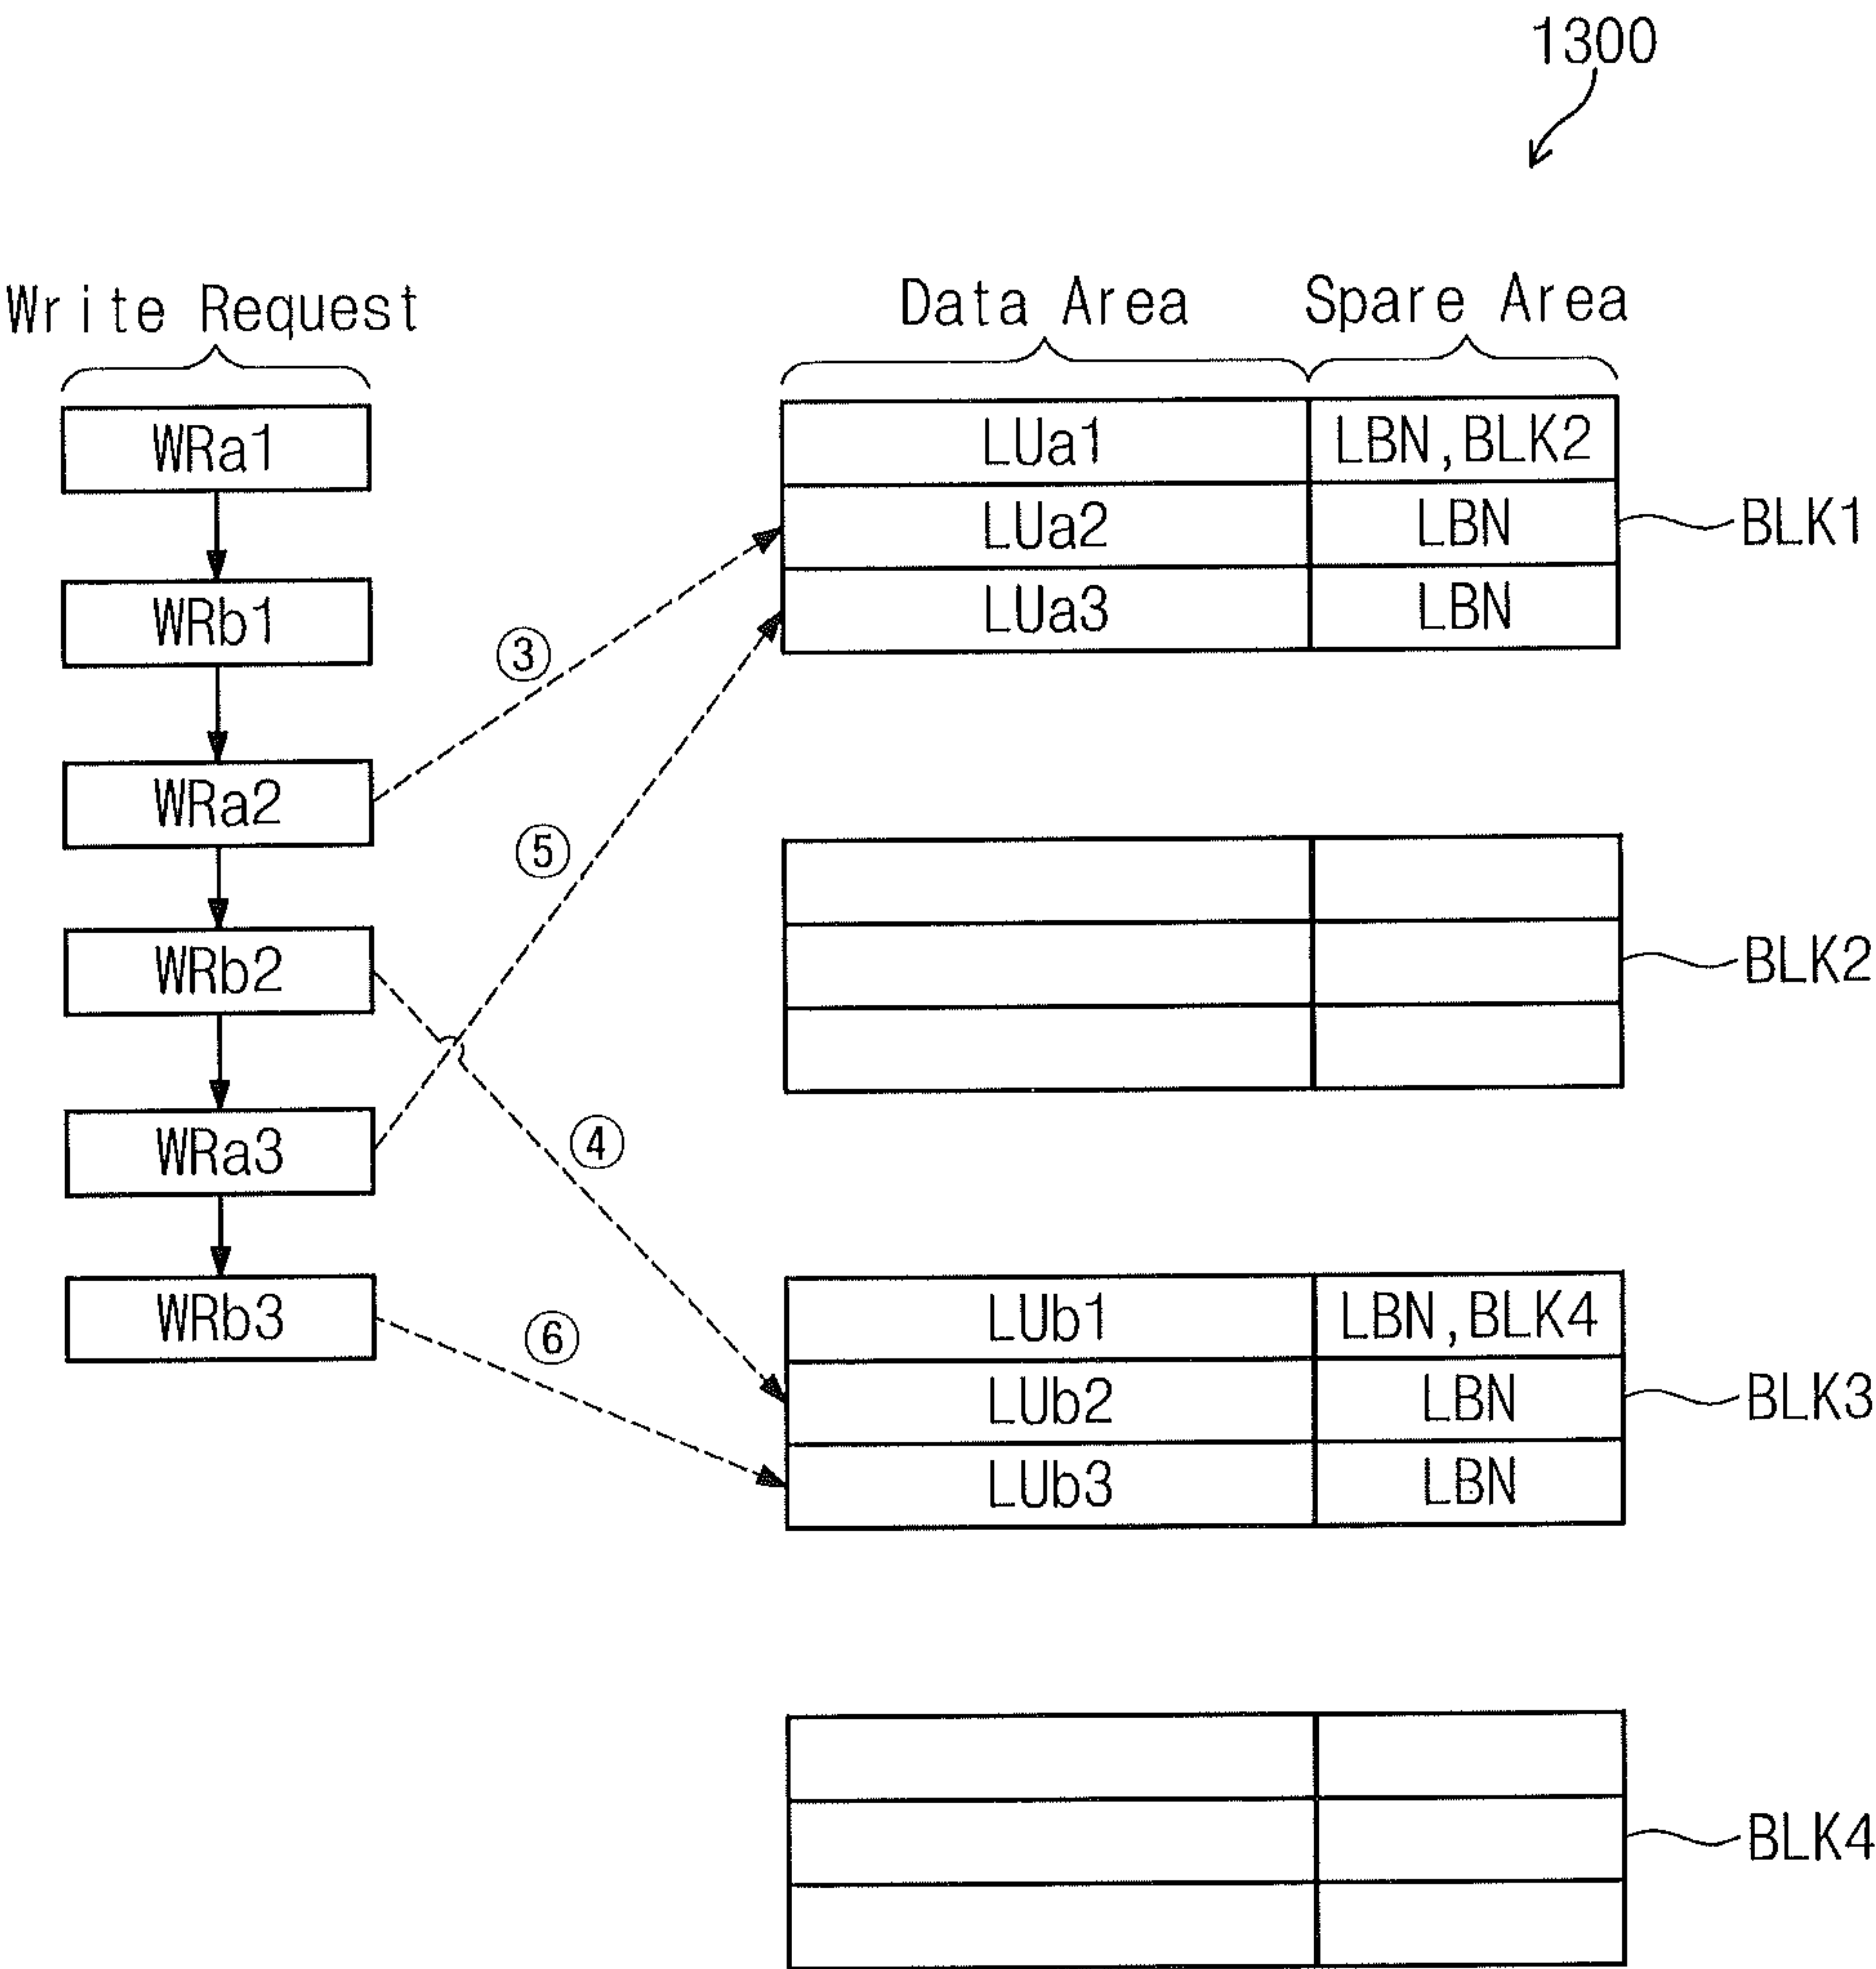 1300
Write Request
Data Area
Spare Area
WRa1
WRb1
WRa2
WRb2
WRa3
WRb3
③
⑤
④
⑥
LUa1 LBN,BLK2
LUa2 LBN
LUa3 LBN
BLK1
BLK2
LUb1 LBN,BLK4
LUb2 LBN
LUb3 LBN
BLK3
BLK4